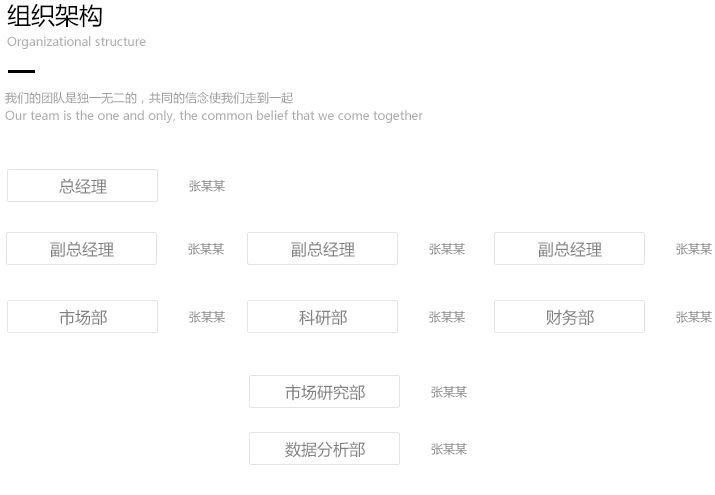 组织架构
Organizational structure
我们的团队是独一无二的，共同的信念使我们走到一起
Our team is the one and only, the common belief that we come together
总经理 张某某
副总经理 张某某 副总经理 张某某 副总经理 张某某
市场部 张某某 科研部 张某某 财务部 张某某
市场研究部 张某某
数据分析部 张某某